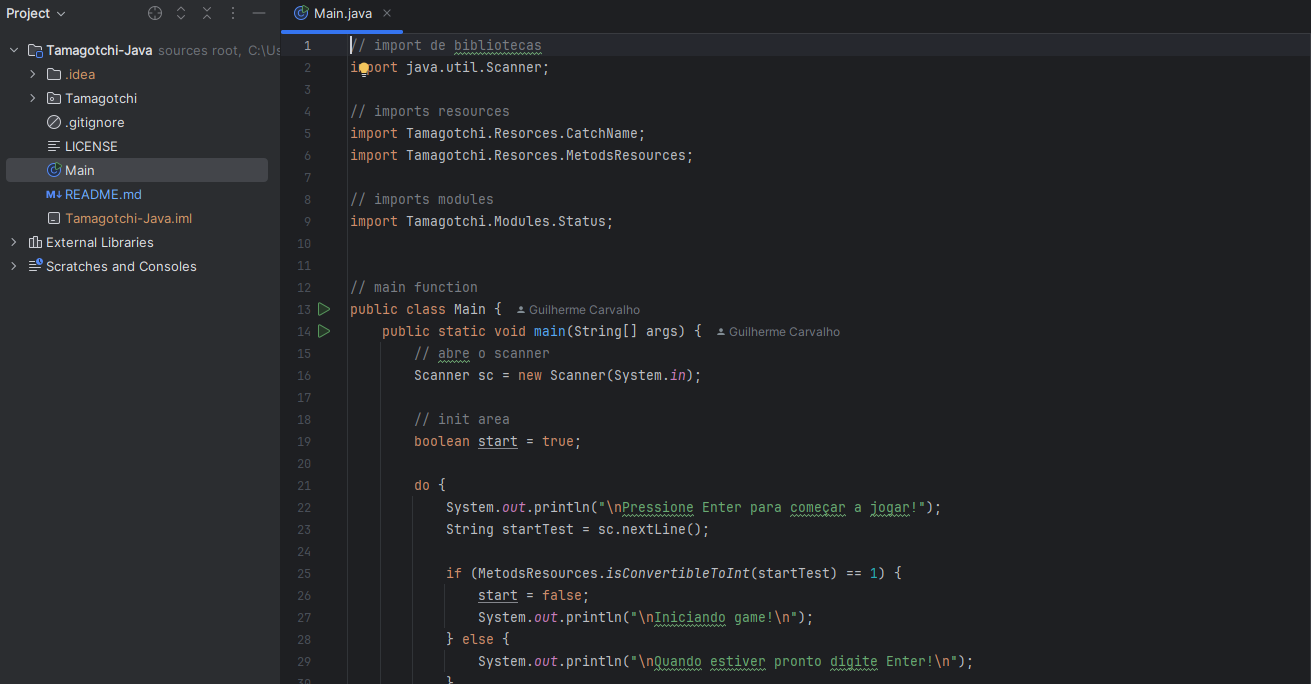 Project
Tamagotchi-Java sources root, C:\Us
.idea
Tamagotchi
.gitignore
LICENSE
Main
M↓ README.md
Tamagotchi-Java.iml
External Libraries
Scratches and Consoles
Main.java
1 // import de bibliotecas
2 import java.util.Scanner;
3
4 // imports resources
5 import Tamagotchi.Resorces.CatchName;
6 import Tamagotchi.Resorces.MetodsResources;
7
8 // imports modules
9 import Tamagotchi.Modules.Status;
10
11
12 // main function
13 public class Main { Guilherme Carvalho
14 public static void main(String[] args) { Guilherme Carvalho
15 // abre o scanner
16 Scanner sc = new Scanner(System.in);
17
18 // init area
19 boolean start = true;
20
21 do {
22 System.out.println("\nPressione Enter para começar a jogar!");
23 String startTest = sc.nextLine();
24
25 if (MetodsResources.isConvertibleToInt(startTest) == 1) {
26 start = false;
27 System.out.println("\nIniciando game!\n");
28 } else {
29 System.out.println("\nQuando estiver pronto digite Enter!\n");
30 }